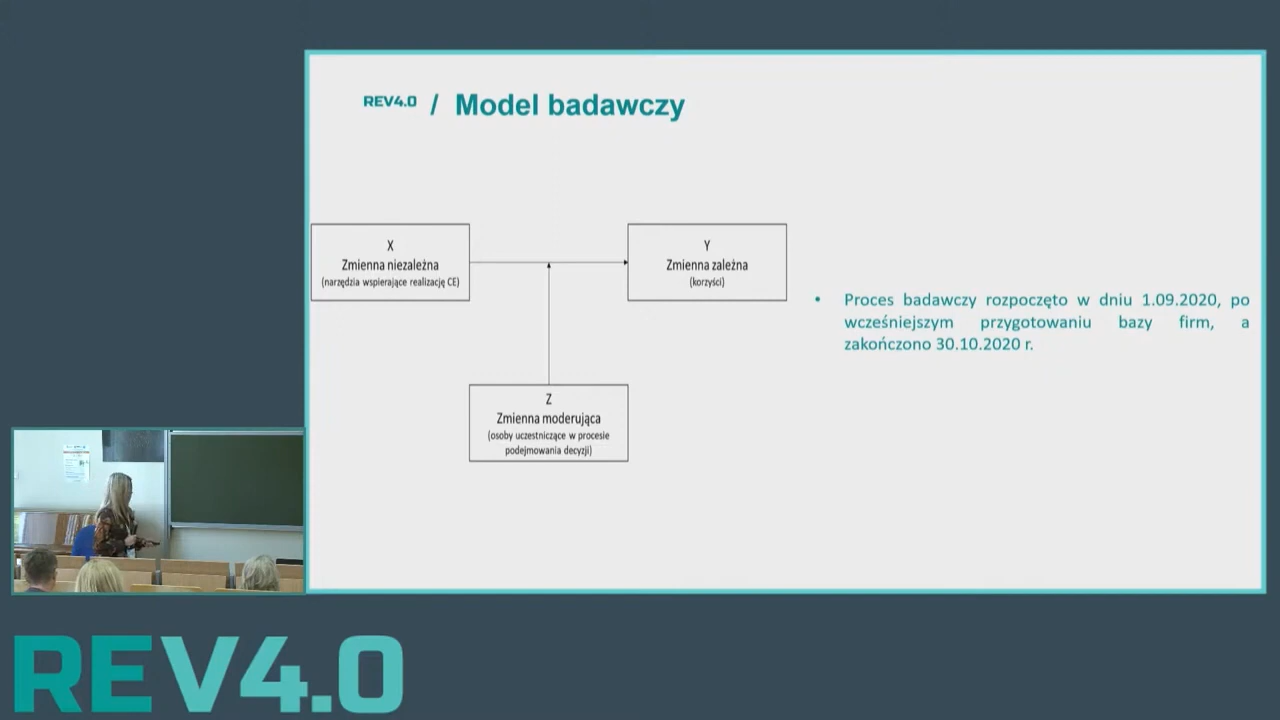 REV4.0 / Model badawczy
X
Zmienna niezależna
(narzędzia wspierające realizację CE)
Y
Zmienna zależna
(korzyści)
Z
Zmienna moderująca
(osoby uczestniczące w procesie
podejmowania decyzji)
• Proces badawczy rozpoczęto w dniu 1.09.2020, po
wcześniejszym przygotowaniu bazy firm, a
zakończono 30.10.2020 r.
REV4.0